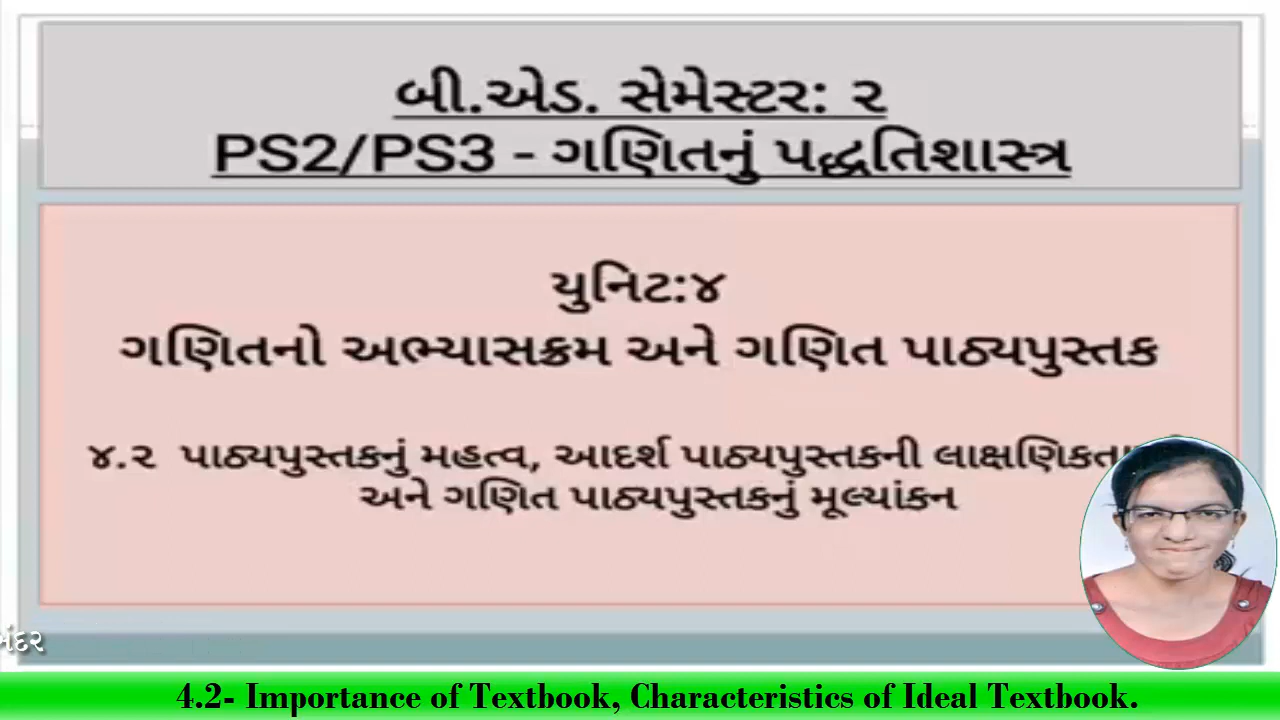 બી.એડ. સેમેસ્ટર: ૨
PS2/PS3 - ગણિતનું પદ્ધતિશાસ્ત્ર
યુનિટ:૪
ગણિતનો અભ્યાસક્રમ અને ગણિત પાઠ્યપુસ્તક
૪.૨ પાઠ્યપુસ્તકનું મહત્વ, આદર્શ પાઠ્યપુસ્તકની
અને ગણિત પાઠ્યપુસ્તકનું મૂલ્યાંકન
4.2- Importance of Textbook, Characteristics of Ideal Textbook.